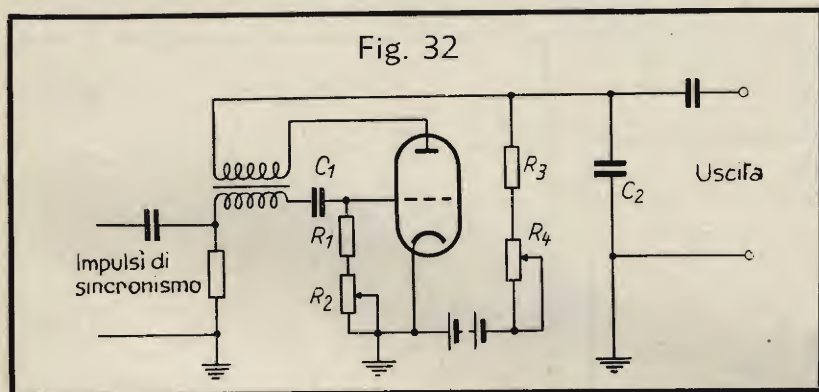 Fig. 32
C1
R3
C2
Uscita
R1
R4
Impulsi di
sincronismo
R2